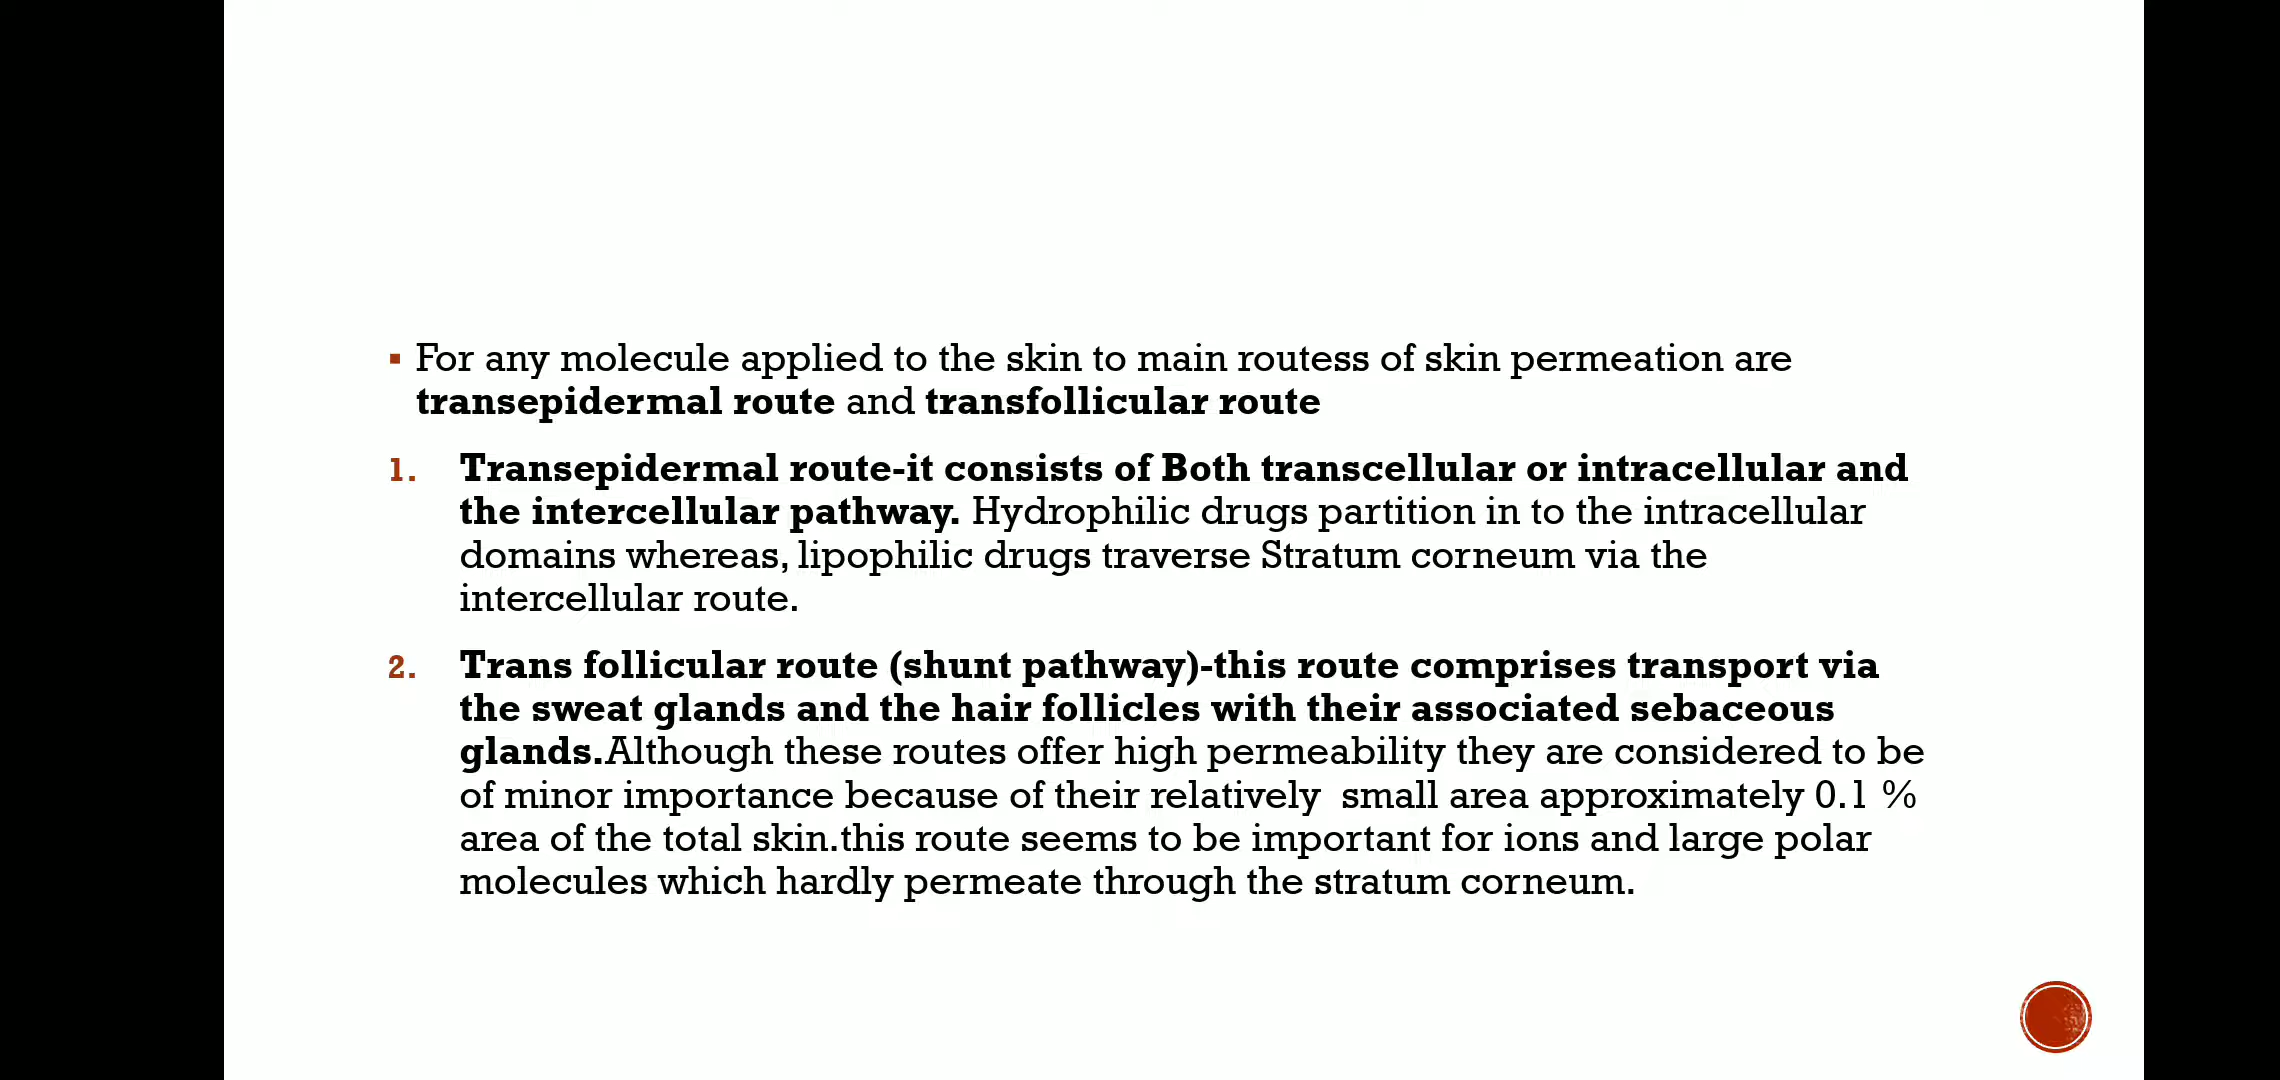 ▪ For any molecule applied to the skin to main routess of skin permeation are
transepidermal route and transfollicular route
1. Transepidermal route-it consists of Both transcellular or intracellular and
the intercellular pathway. Hydrophilic drugs partition in to the intracellular
domains whereas, lipophilic drugs traverse Stratum corneum via the
intercellular route.
2. Trans follicular route (shunt pathway)-this route comprises transport via
the sweat glands and the hair follicles with their associated sebaceous
glands.Although these routes offer high permeability they are considered to be
of minor importance because of their relatively  small area approximately 0.1 %
area of the total skin.this route seems to be important for ions and large polar
molecules which hardly permeate through the stratum corneum.